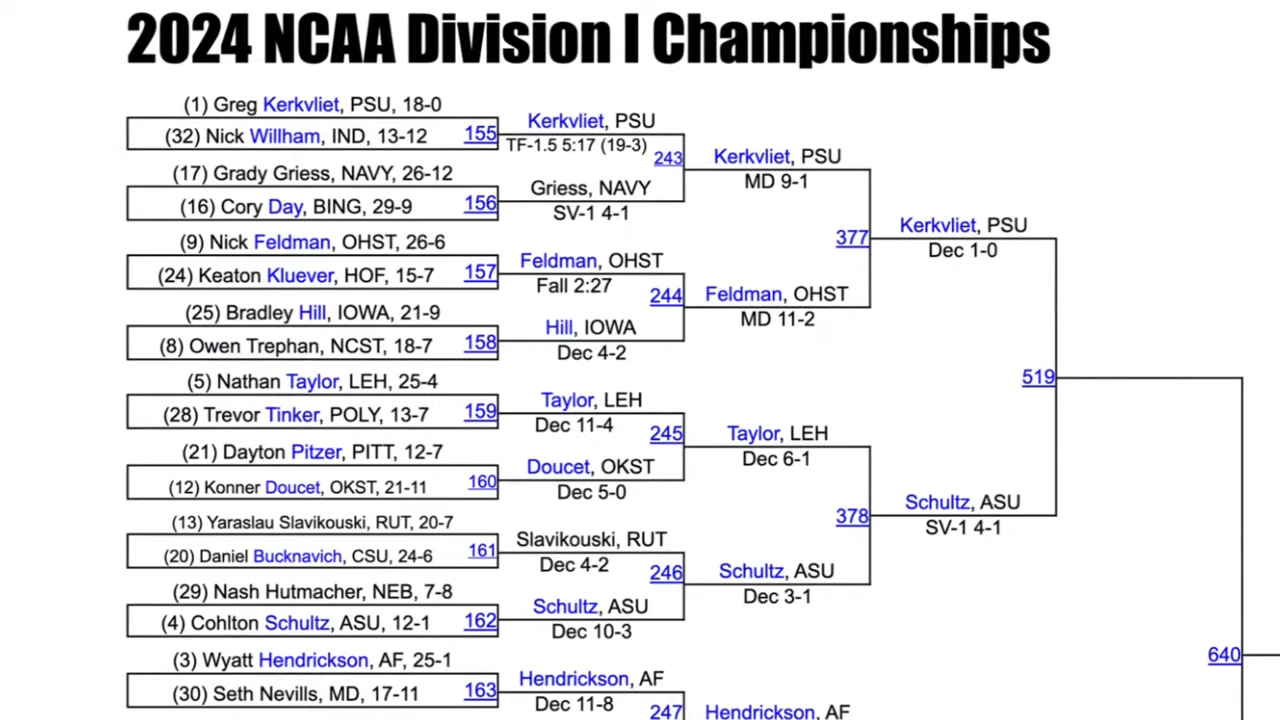 2024 NCAA Division I Championships
(1) Greg Kerkvliet, PSU, 18-0
(32) Nick Willham, IND, 13-12
155
Kerkvliet, PSU
TF-1.5 5:17 (19-3)
243
(17) Grady Griess, NAVY, 26-12
(16) Cory Day, BING, 29-9
156
Griess, NAVY
SV-1 4-1
Kerkvliet, PSU
MD 9-1
377
(9) Nick Feldman, OHST, 26-6
(24) Keaton Kluever, HOF, 15-7
157
Feldman, OHST
Fall 2:27
244
(25) Bradley Hill, IOWA, 21-9
(8) Owen Trephan, NCST, 18-7
158
Hill, IOWA
Dec 4-2
Feldman, OHST
MD 11-2
Kerkvliet, PSU
Dec 1-0
519
(5) Nathan Taylor, LEH, 25-4
(28) Trevor Tinker, POLY, 13-7
159
Taylor, LEH
Dec 11-4
245
(21) Dayton Pitzer, PITT, 12-7
(12) Konner Doucet, OKST, 21-11
160
Doucet, OKST
Dec 5-0
Taylor, LEH
Dec 6-1
378
(13) Yaraslau Slavikouski, RUT, 20-7
(20) Daniel Bucknavich, CSU, 24-6
161
Slavikouski, RUT
Dec 4-2
246
(29) Nash Hutmacher, NEB, 7-8
(4) Cohlton Schultz, ASU, 12-1
162
Schultz, ASU
Dec 10-3
Schultz, ASU
Dec 3-1
Schultz, ASU
SV-1 4-1
640
(3) Wyatt Hendrickson, AF, 25-1
(30) Seth Nevills, MD, 17-11
163
Hendrickson, AF
Dec 11-8
247
Hendrickson, AF